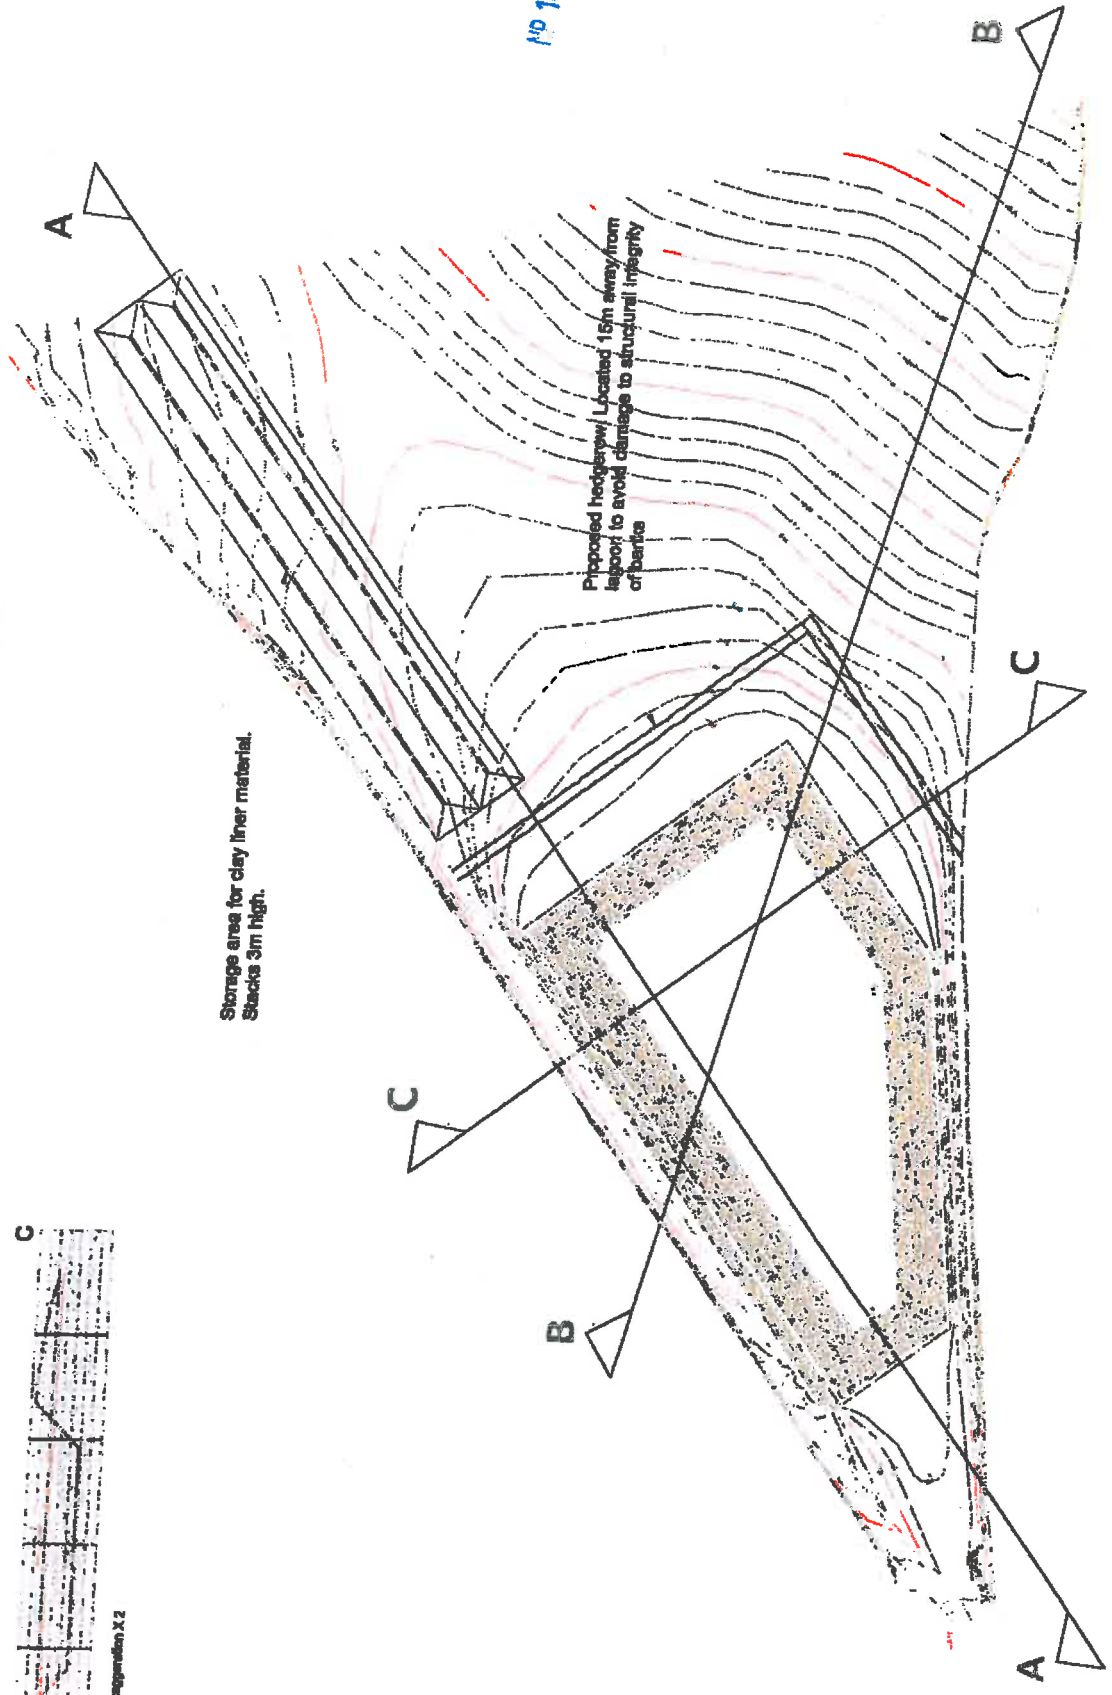 A
B
Proposed hedgerow. Located 15m away from
lagoon to avoid damage to structural integrity
of banks
Storage area for clay liner material.
Stacks 3m high.
C
C
C
B
A
X 2